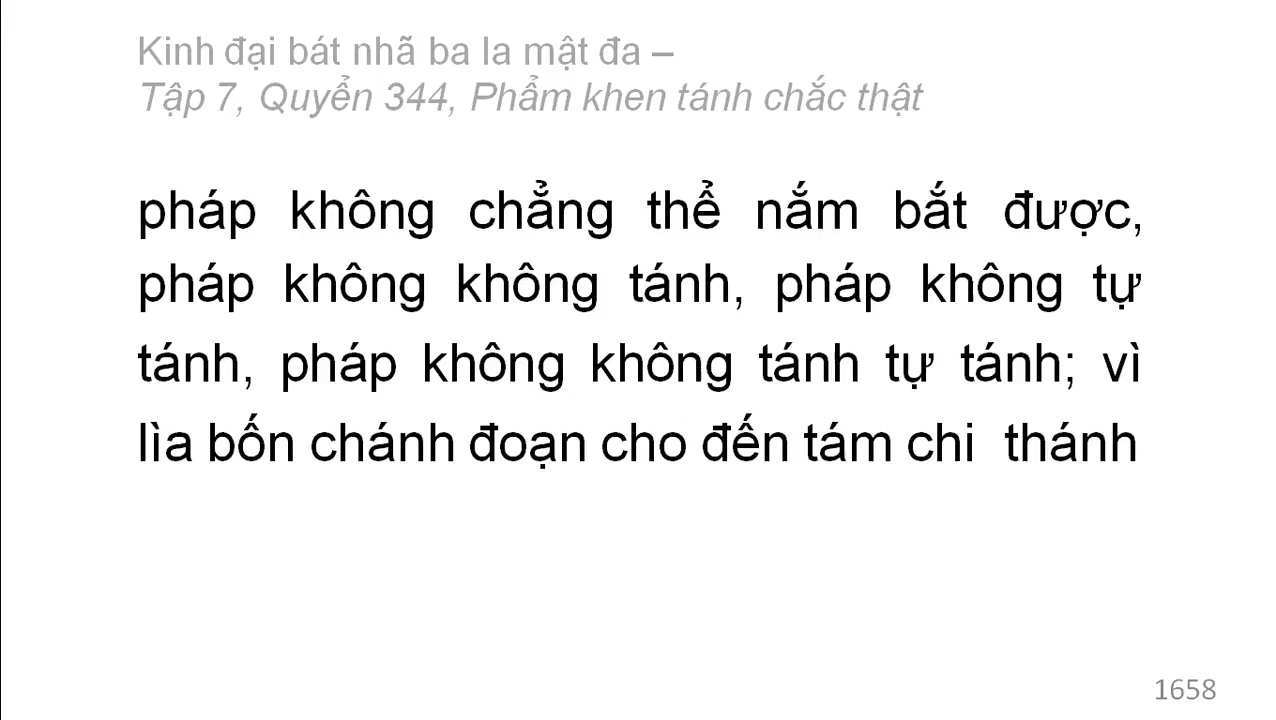 Kinh đại bát nhã ba la mật đa –
Tập 7, Quyển 344, Phẩm khen tánh chắc thật
pháp không chẳng thể nắm bắt được,
pháp không không tánh, pháp không tự
tánh, pháp không không tánh tự tánh; vì
lìa bốn chánh đoạn cho đến tám chi thánh
1658